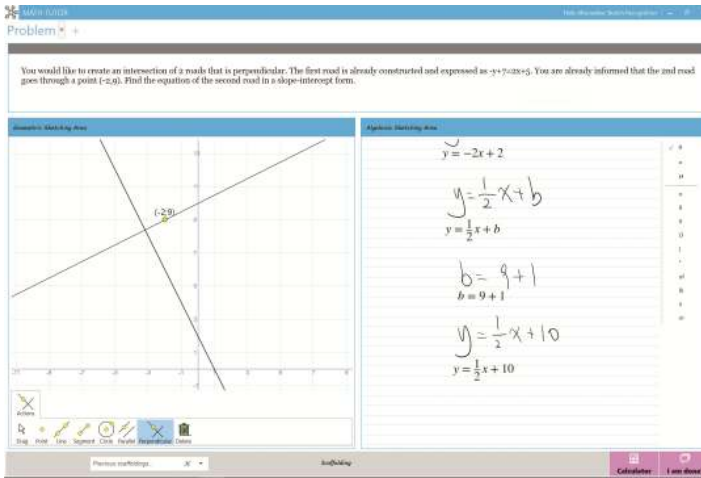 MATH TUTOR
Problem +
You would like to create an intersection of 2 roads that is perpendicular. The first road is already constructed and expressed as -y+7=2x+5. You are already informed that the 2nd road
goes through a point (-2,9). Find the equation of the second road in a slope-intercept form.
Geometric Sketching Area
Algebraic Sketching Area
(-2,9)
y = -2x + 2
y = 1/2 x + b
y = 1/2 x + b
b = 9 + 1
b = 9 + 1
y = 1/2 x + 10
y = 1/2 x + 10
Actions
Drag Point Line Segment Circle Parallel Perpendicular Delete
Previous scaffoldings..
Scaffolding
Calculator
I am done